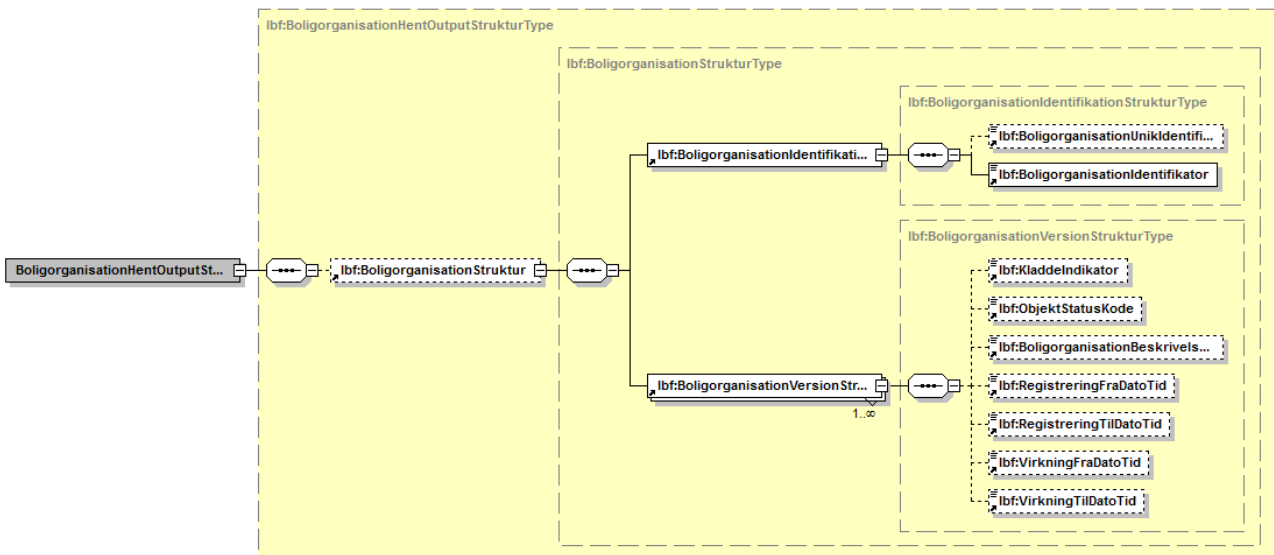 lbf:BoligorganisationHentOutputStrukturType
lbf:BoligorganisationStrukturType
lbf:BoligorganisationIdentifikationStrukturType
lbf:BoligorganisationUnikIdentifi...
lbf:BoligorganisationIdentifikati...
lbf:BoligorganisationIdentifikator
lbf:BoligorganisationVersionStrukturType
BoligorganisationHentOutputSt...
lbf:BoligorganisationStruktur
lbf:KladdeIndikator
lbf:ObjektStatusKode
lbf:BoligorganisationBeskrivels...
lbf:BoligorganisationVersionStr...
1..∞
lbf:RegistreringFraDatoTid
lbf:RegistreringTilDatoTid
lbf:VirkningFraDatoTid
lbf:VirkningTilDatoTid